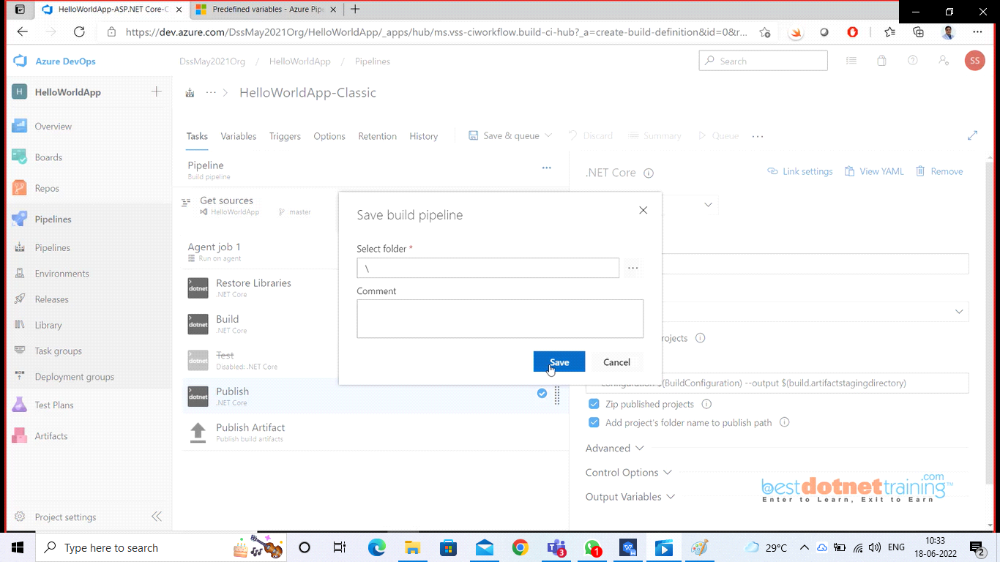 HelloWorldApp-ASP.NET Core-C
Predefined variables - Azure Pip
https://dev.azure.com/DssMay2021Org/HelloWorldApp/_apps/hub/ms.vss-ciworkflow.build-ci-hub?_a=create-build-definition&id=0&r...
Azure DevOps
DssMay2021Org / HelloWorldApp / Pipelines
Search
SS
H HelloWorldApp
HelloWorldApp-Classic
Overview
Boards
Repos
Pipelines
Pipelines
Environments
Releases
Library
Task groups
Deployment groups
Test Plans
Artifacts
Project settings
Tasks Variables Triggers Options Retention History
Save & queue Discard Summary Queue
Pipeline
Build pipeline
Get sources
HelloWorldApp master
Agent job 1
Run on agent
dotnet Restore Libraries
.NET Core
dotnet Build
.NET Core
dotnet Test
Disabled: .NET Core
dotnet Publish
.NET Core
Publish Artifact
Publish build artifacts
.NET Core
Link settings View YAML Remove
Save build pipeline
Select folder *
\
Comment
Save Cancel
rojects
configuration $(BuildConfiguration) --output $(build.artifactstagingdirectory)
Zip published projects
Add project's folder name to publish path
Advanced
Control Options
Output Variables
@bestdotnettraining.com™
Enter to Learn, Exit to Earn
Type here to search
3
1
29°C
ENG
10:33
18-06-2022
2